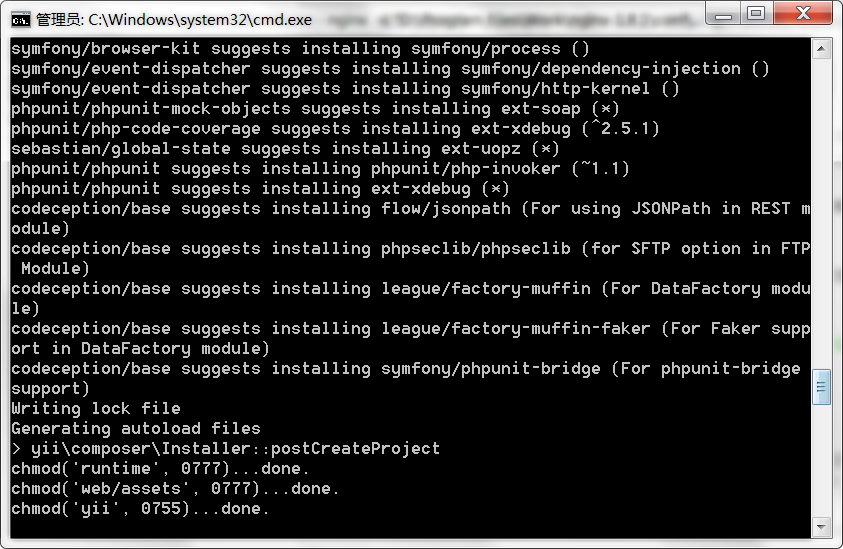 管理员: C:\Windows\system32\cmd.exe
symfony/browser-kit suggests installing symfony/process ()
symfony/event-dispatcher suggests installing symfony/dependency-injection ()
symfony/event-dispatcher suggests installing symfony/http-kernel ()
phpunit/phpunit-mock-objects suggests installing ext-soap (*)
phpunit/php-code-coverage suggests installing ext-xdebug (^2.5.1)
sebastian/global-state suggests installing ext-uopz (*)
phpunit/phpunit suggests installing phpunit/php-invoker (~1.1)
phpunit/phpunit suggests installing ext-xdebug (*)
codeception/base suggests installing flow/jsonpath (For using JSONPath in REST m
odule)
codeception/base suggests installing phpseclib/phpseclib (for SFTP option in FTP
 Module)
codeception/base suggests installing league/factory-muffin (For DataFactory modu
le)
codeception/base suggests installing league/factory-muffin-faker (For Faker supp
ort in DataFactory module)
codeception/base suggests installing symfony/phpunit-bridge (For phpunit-bridge
support)
Writing lock file
Generating autoload files
> yii\composer\Installer::postCreateProject
chmod('runtime', 0777)...done.
chmod('web/assets', 0777)...done.
chmod('yii', 0755)...done.